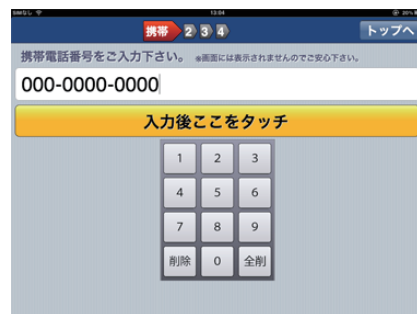 SIMなし 13:04 20%
携帯 2 3 4 トップへ
携帯電話番号をご入力下さい。 ※画面には表示されませんのでご安心下さい。
000-0000-0000
入力後ここをタッチ
1 2 3
4 5 6
7 8 9
削除 0 全削